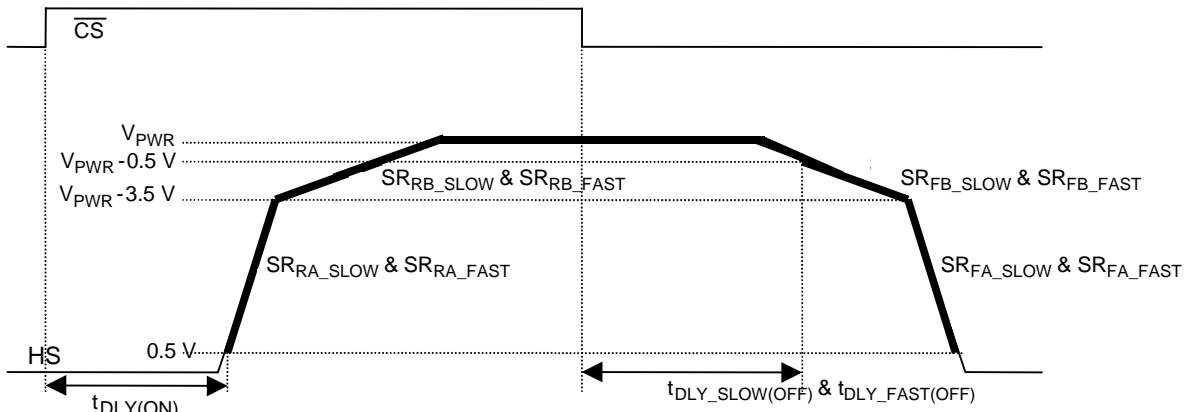 CS
VPWR
VPWR -0.5 V
VPWR -3.5 V
SRRB_SLOW & SRRB_FAST
SRFB_SLOW & SRFB_FAST
SRRA_SLOW & SRRA_FAST
SRFA_SLOW & SRFA_FAST
0.5 V
HS
tDLY(ON)
tDLY_SLOW(OFF) & tDLY_FAST(OFF)